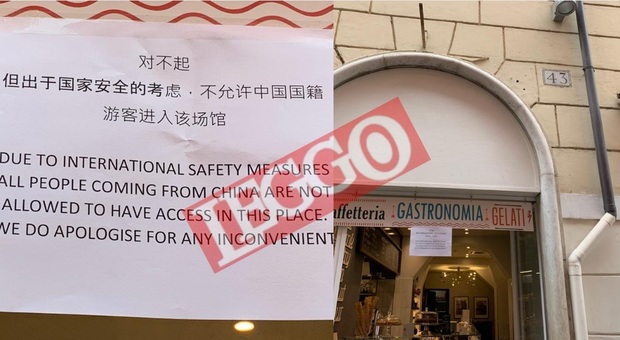 对不起
但出于国家安全的考虑，不允许中国国籍
游客进入该场馆
DUE TO INTERNATIONAL SAFETY MEASURES
ALL PEOPLE COMING FROM CHINA ARE NOT
ALLOWED TO HAVE ACCESS IN THIS PLACE.
WE DO APOLOGISE FOR ANY INCONVENIENT
LEGGO
43
affetteria GASTRONOMIA GELATI